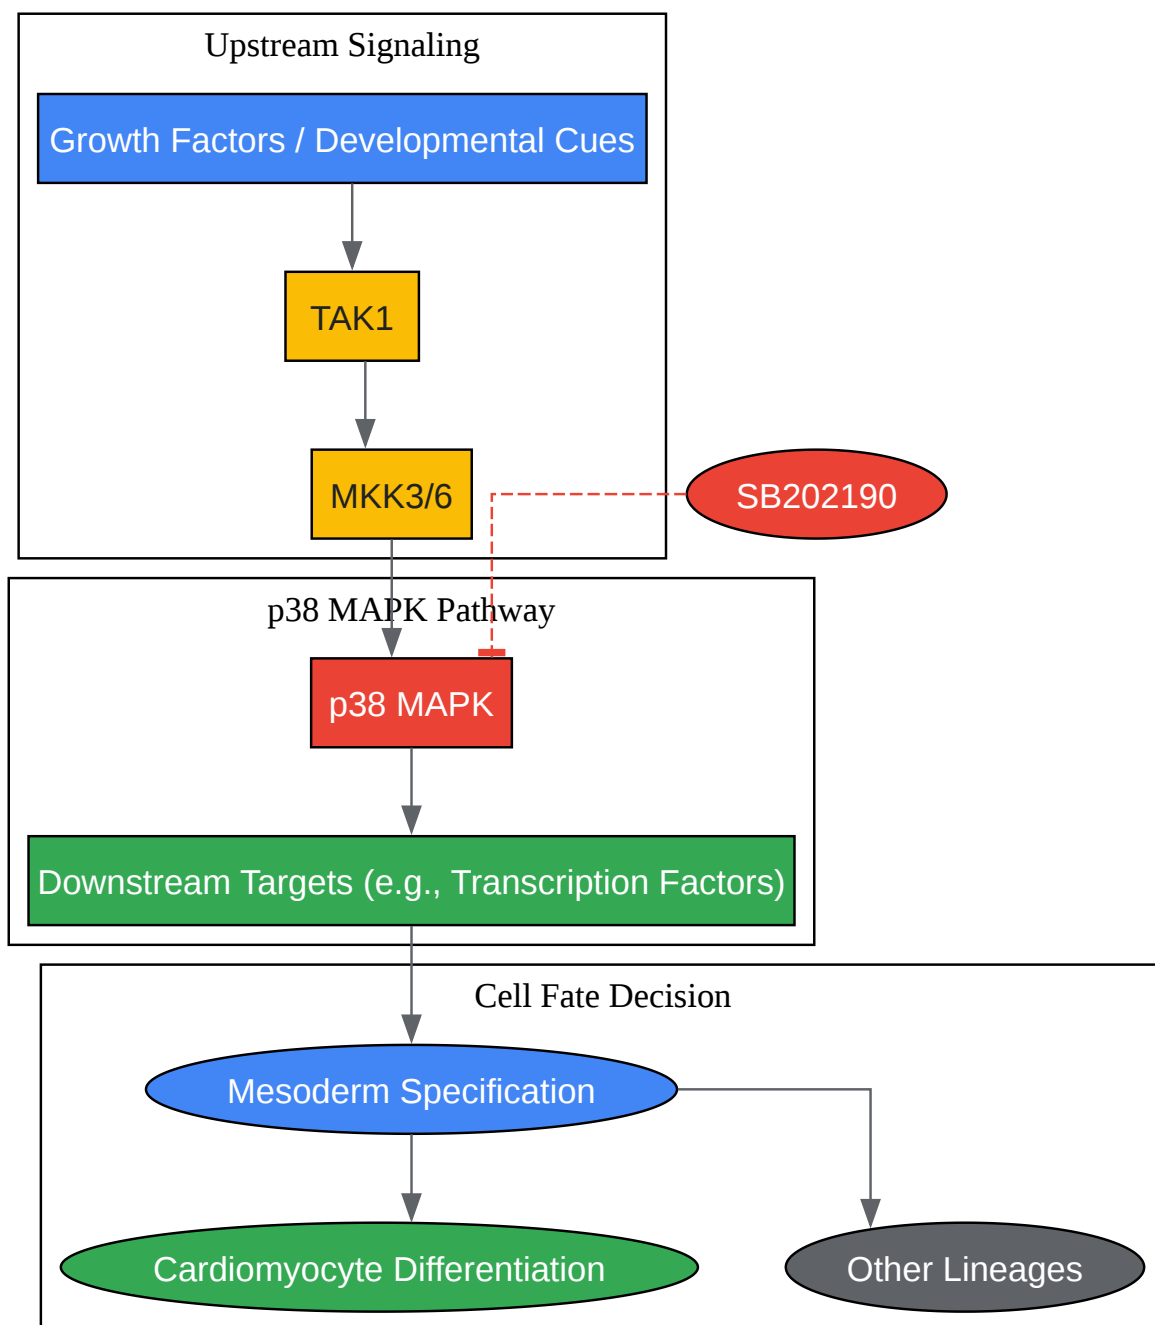 Upstream Signaling
Growth Factors / Developmental Cues
TAK1
MKK3/6
SB202190
p38 MAPK Pathway
p38 MAPK
Downstream Targets (e.g., Transcription Factors)
Cell Fate Decision
Mesoderm Specification
Cardiomyocyte Differentiation
Other Lineages